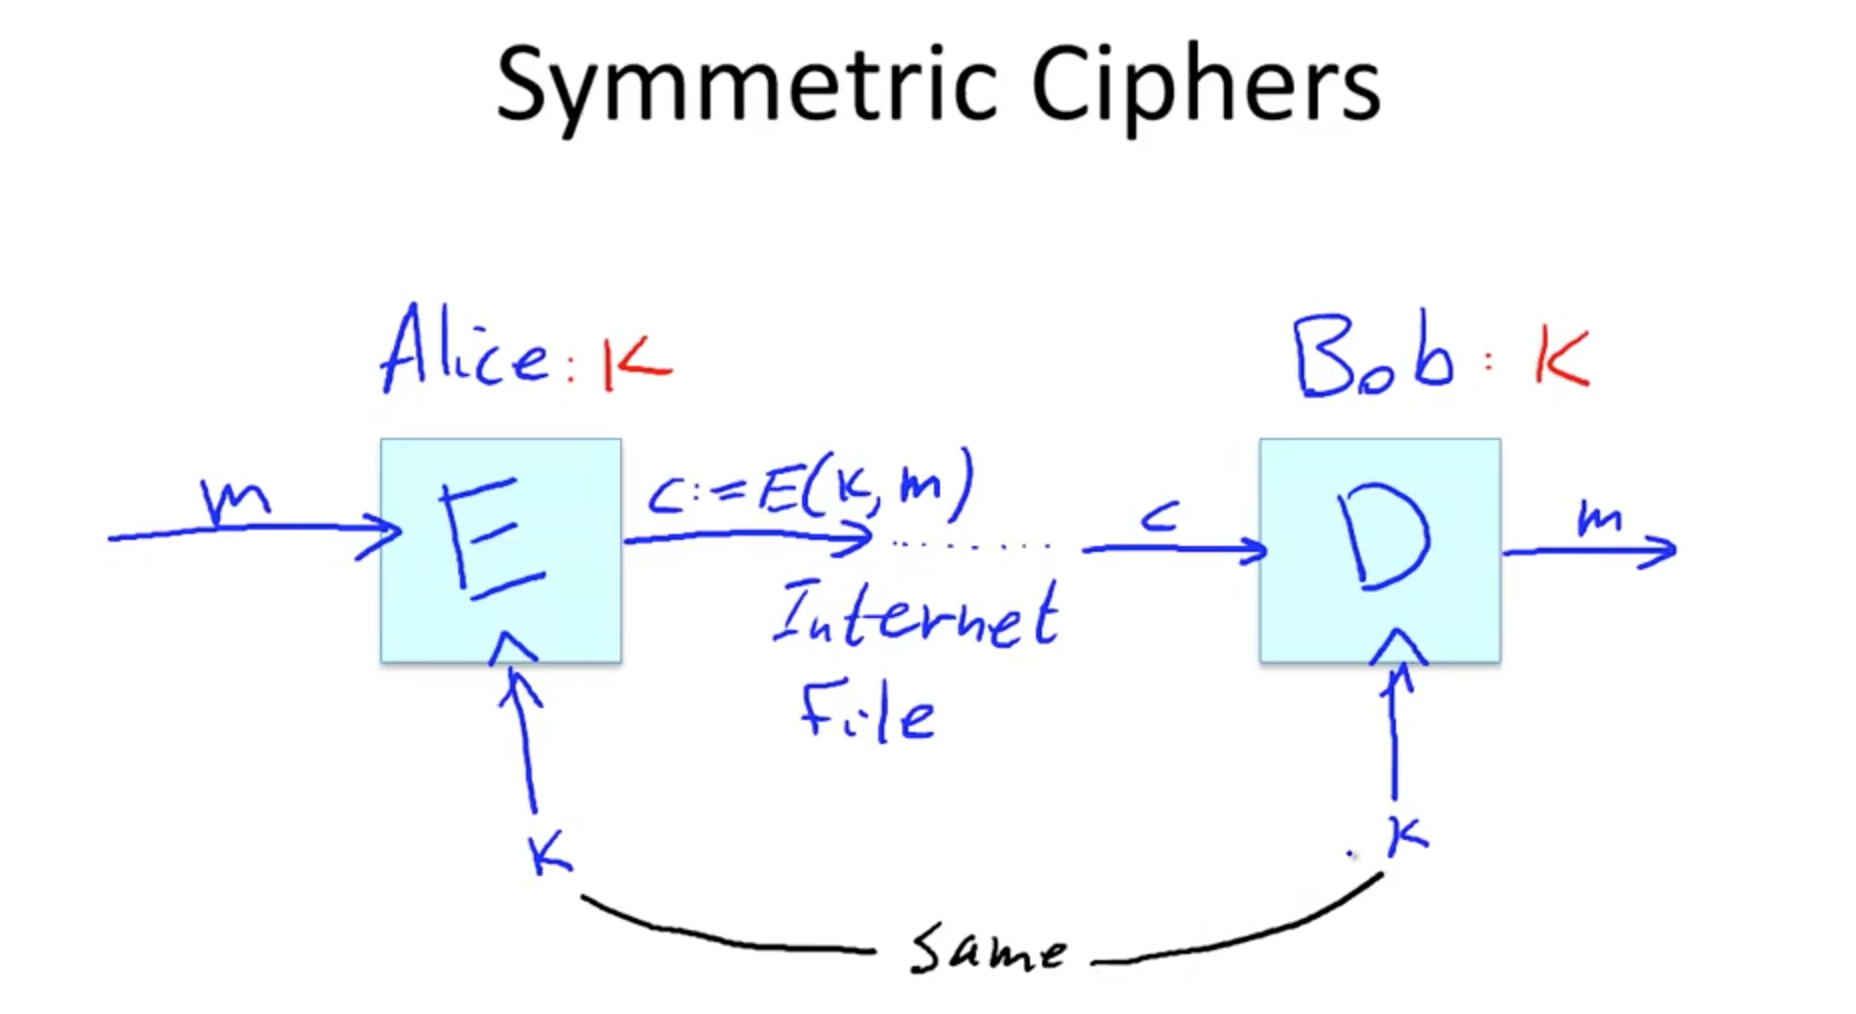 Symmetric Ciphers
Alice: K
Bob: K
m
E
c:=E(k,m)
c
D
m
Internet
File
K
K
Same